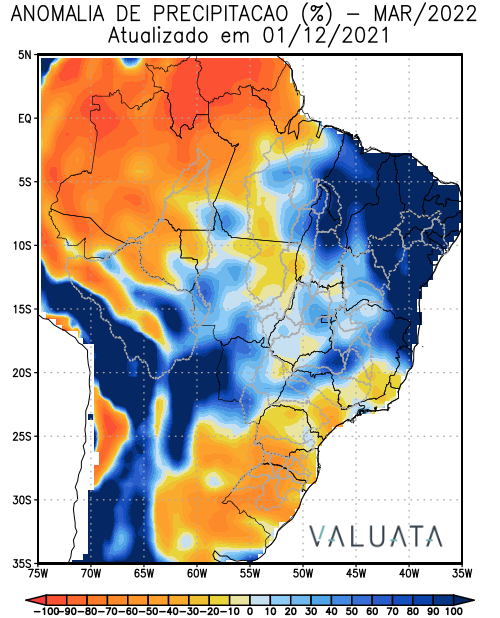 ANOMALIA DE PRECIPITACAO (%) – MAR/2022
Atualizado em 01/12/2021
5N
EQ
5S
10S
15S
20S
25S
30S
35S
VALUATA
75W 70W 65W 60W 55W 50W 45W 40W 35W
-100 -90 -80 -70 -60 -50 -40 -30 -20 -10 0 10 20 30 40 50 60 70 80 90 100